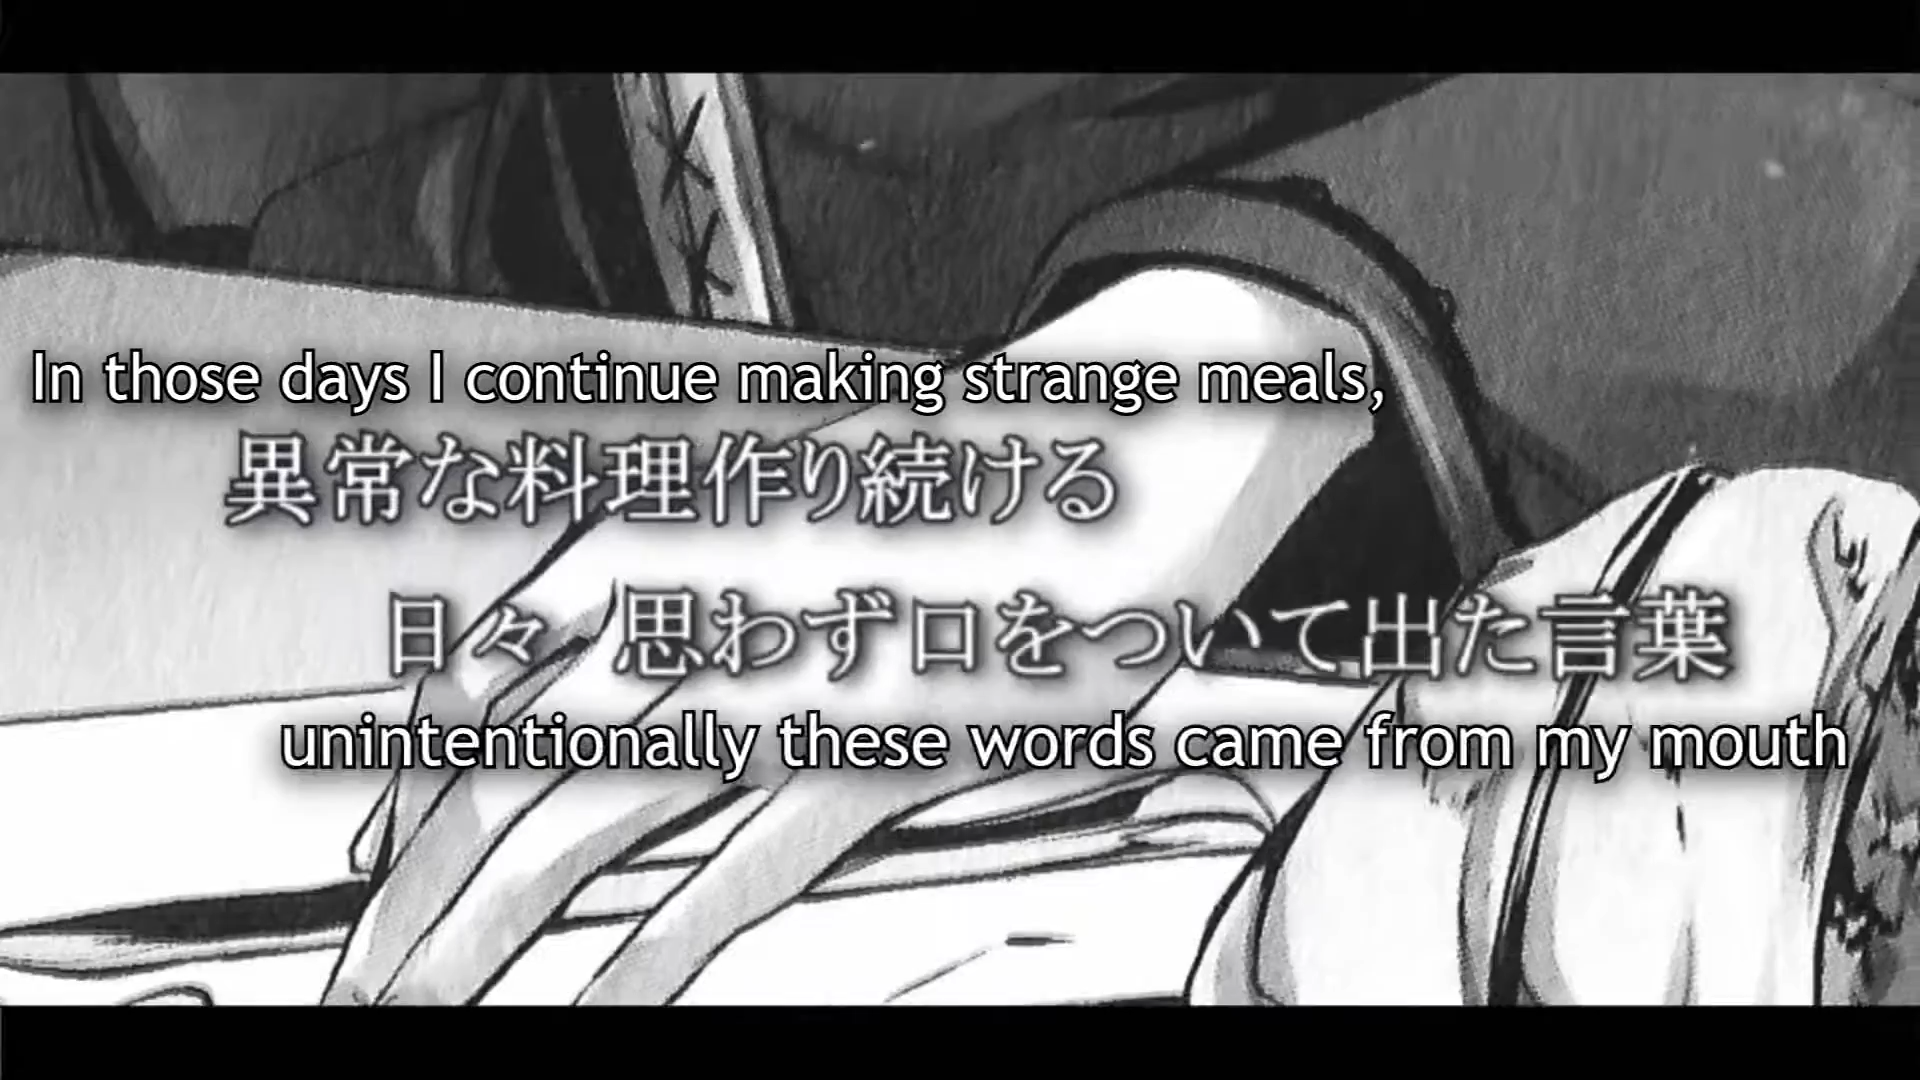 In those days I continue making strange meals,
異常な料理作り続ける
日々 思わず口をついて出た言葉
unintentionally these words came from my mouth